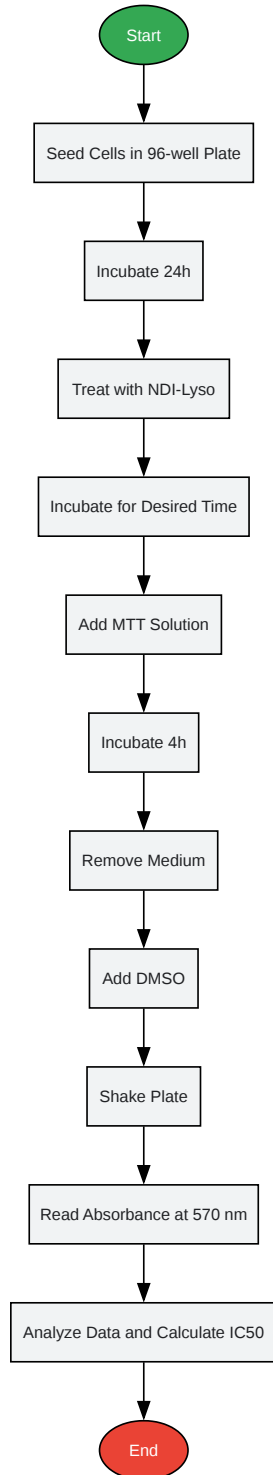 Start
Seed Cells in 96-well Plate
Incubate 24h
Treat with NDI-Lyso
Incubate for Desired Time
Add MTT Solution
Incubate 4h
Remove Medium
Add DMSO
Shake Plate
Read Absorbance at 570 nm
Analyze Data and Calculate IC50
End